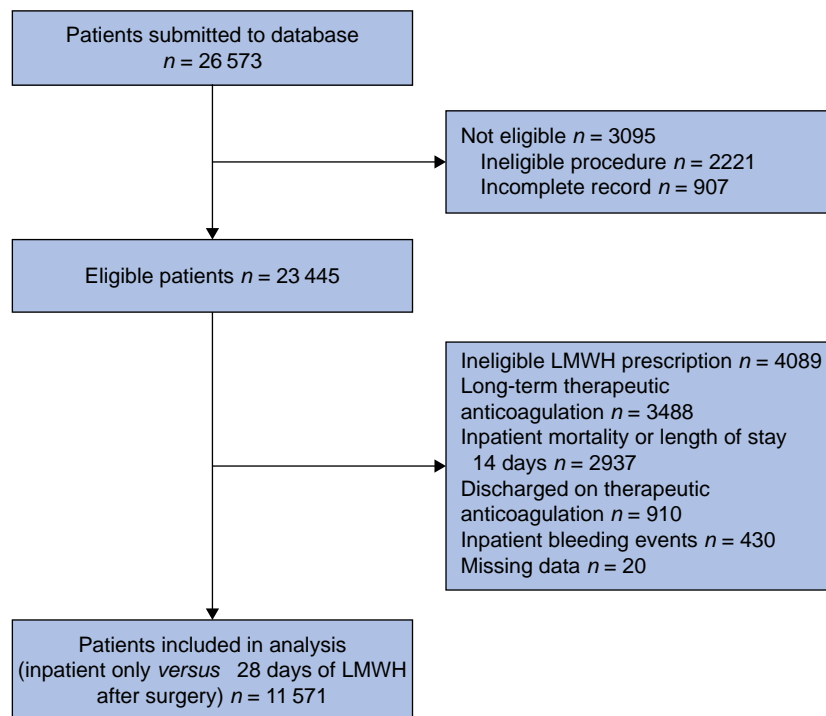 Patients submitted to database
n = 26 573
Not eligible n = 3095
Ineligible procedure n = 2221
Incomplete record n = 907
Eligible patients n = 23 445
Ineligible LMWH prescription n = 4089
Long-term therapeutic
anticoagulation n = 3488
Inpatient mortality or length of stay
14 days n = 2937
Discharged on therapeutic
anticoagulation n = 910
Inpatient bleeding events n = 430
Missing data n = 20
Patients included in analysis
(inpatient only versus 28 days of LMWH
after surgery) n = 11 571